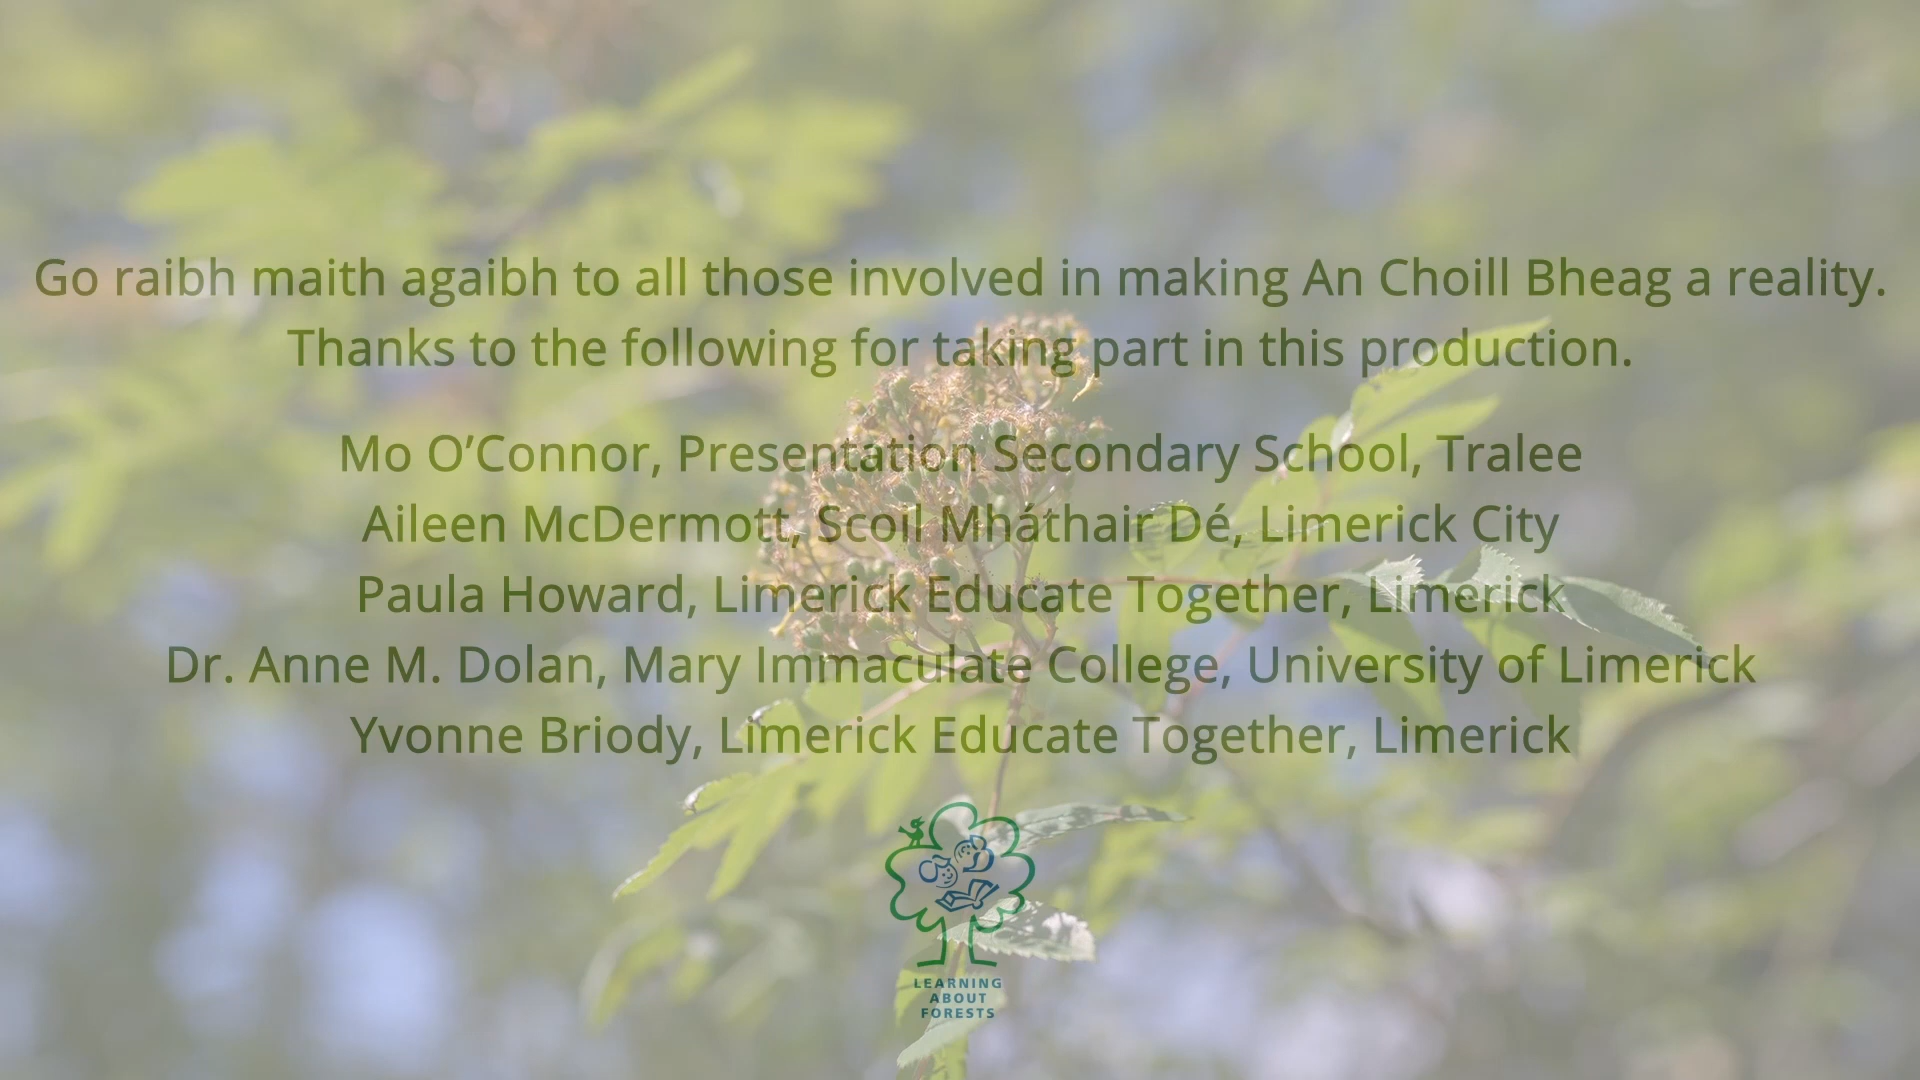 Go raibh maith agaibh to all those involved in making An Choill Bheag a reality.
Thanks to the following for taking part in this production.
Mo O’Connor, Presentation Secondary School, Tralee
Aileen McDermott, Scoil Mháthair Dé, Limerick City
Paula Howard, Limerick Educate Together, Limerick
Dr. Anne M. Dolan, Mary Immaculate College, University of Limerick
Yvonne Briody, Limerick Educate Together, Limerick
LEARNING
ABOUT
FORESTS